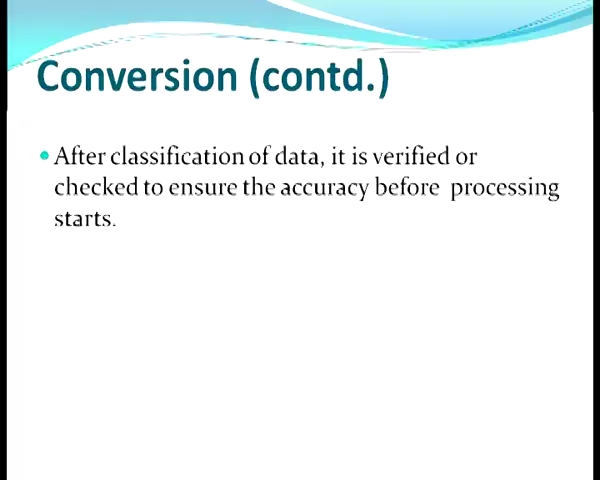 Conversion (contd.)
After classification of data, it is verified or
checked to ensure the accuracy before processing
starts.